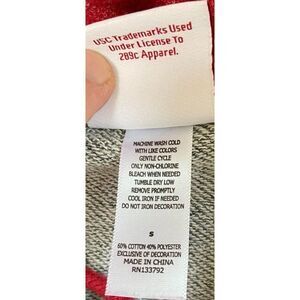 USC Trademarks Used
Under License To
289c Apparel.
MACHINE WASH COLD
WITH LIKE COLORS
GENTLE CYCLE
ONLY NON-CHLORINE
BLEACH WHEN NEEDED
TUMBLE DRY LOW
REMOVE PROMPTLY
COOL IRON IF NEEDED
DO NOT IRON DECORATION
S
60% COTTON 40% POLYESTER
EXCLUSIVE OF DECORATION
MADE IN CHINA
RN133792